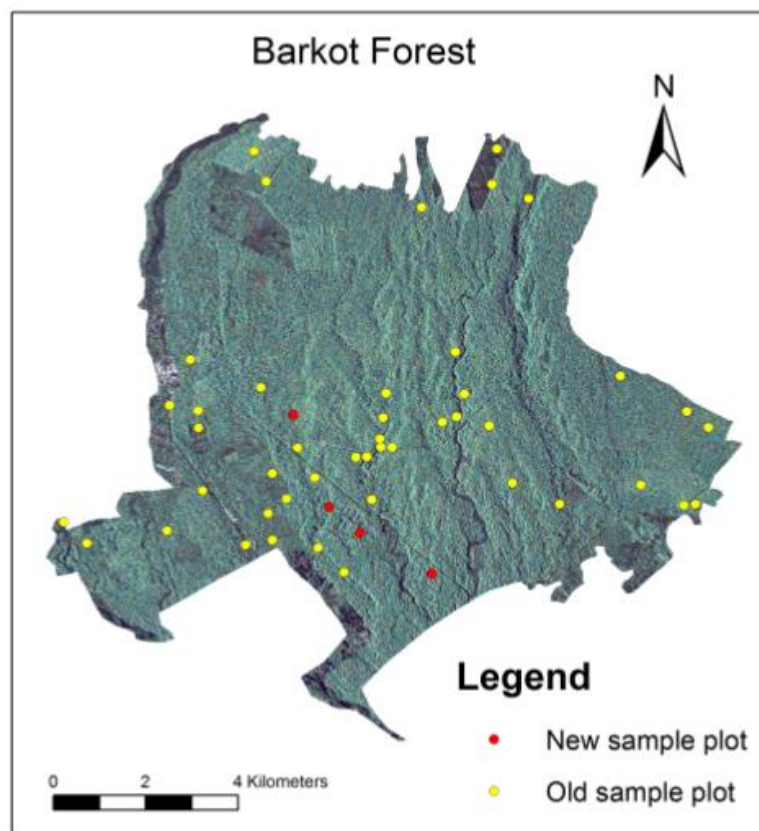 Barkot Forest
N
Legend
New sample plot
Old sample plot
0 2 4 Kilometers